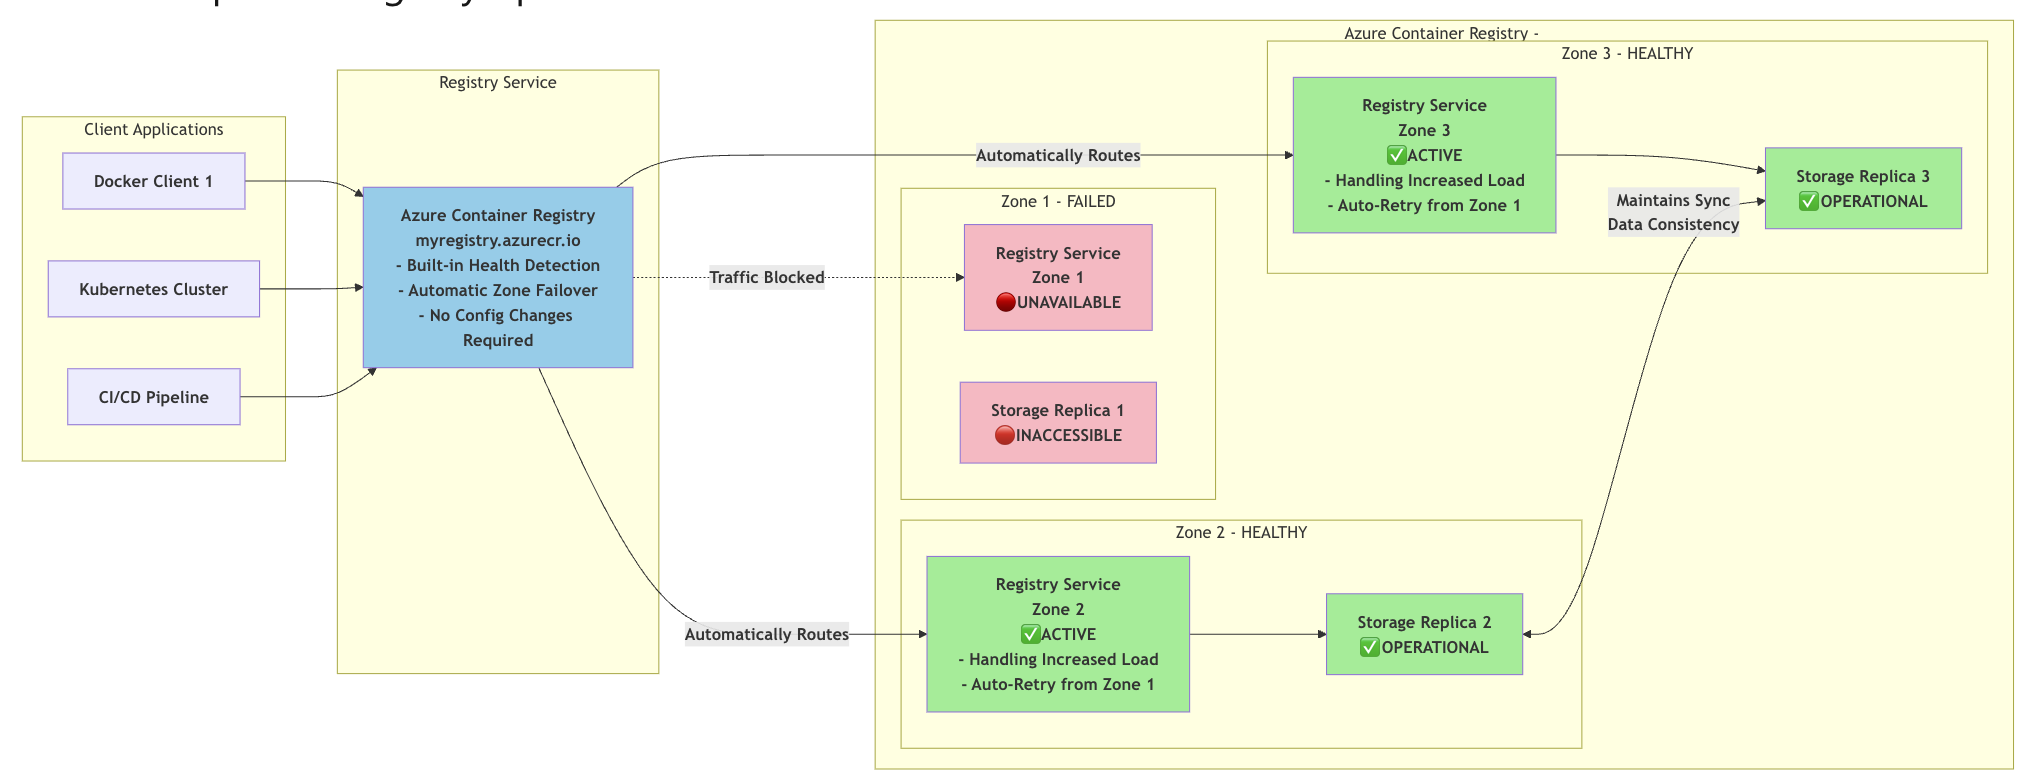 Client Applications
Docker Client 1
Kubernetes Cluster
CI/CD Pipeline
Registry Service
Azure Container Registry
myregistry.azurecr.io
- Built-in Health Detection
- Automatic Zone Failover
- No Config Changes
Required
Automatically Routes
Traffic Blocked
Automatically Routes
Azure Container Registry -
Zone 3 - HEALTHY
Registry Service
Zone 3
✅ACTIVE
- Handling Increased Load
- Auto-Retry from Zone 1
Storage Replica 3
✅OPERATIONAL
Maintains Sync
Data Consistency
Zone 1 - FAILED
Registry Service
Zone 1
🔴UNAVAILABLE
Storage Replica 1
🔴INACCESSIBLE
Zone 2 - HEALTHY
Registry Service
Zone 2
✅ACTIVE
- Handling Increased Load
- Auto-Retry from Zone 1
Storage Replica 2
✅OPERATIONAL